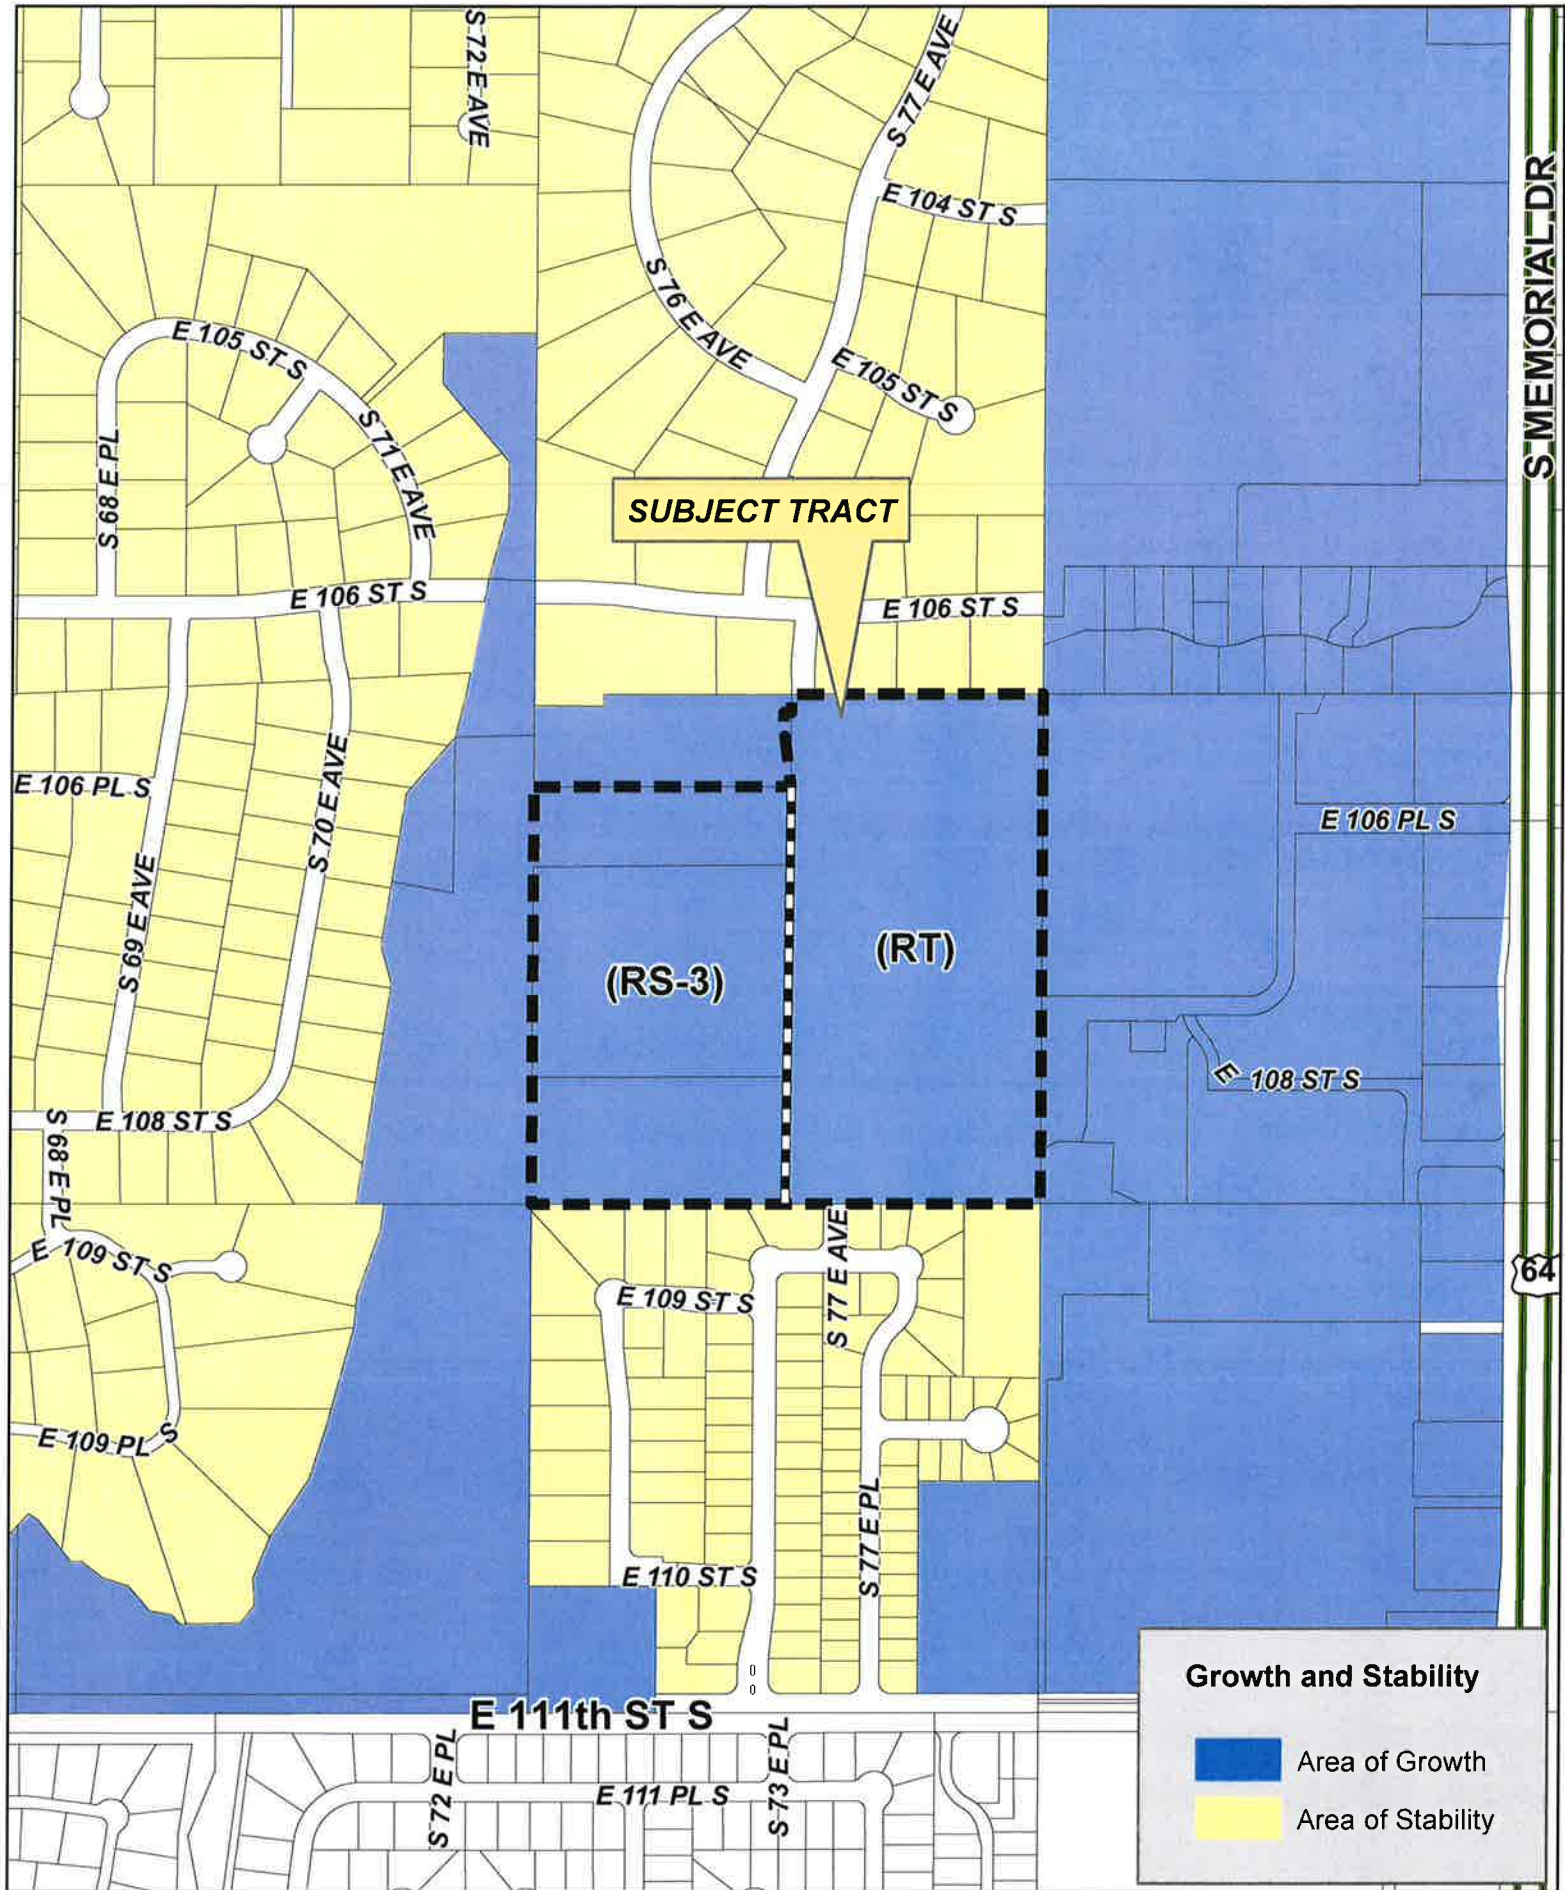 S 72 E AVE
S 77 E AVE
E 104 ST S
S MEMORIAL DR
S 76 E AVE
E 105 ST S
E 105 ST S
S 71 E AVE
S 68 E PL
SUBJECT TRACT
E 106 ST S
E 106 ST S
E 106 PL S
S 70 E AVE
E 106 PL S
S 69 E AVE
(RS-3)
(RT)
E 108 ST S
E 108 ST S
S 68 E PL
E 109 ST S
S 77 E AVE
64
E 109 ST S
E 109 PL S
S 77 E PL
E 110 ST S
0
0
E 111th ST S
S 72 E PL
S 73 E PL
E 111 PL S
Growth and Stability
Area of Growth
Area of Stability